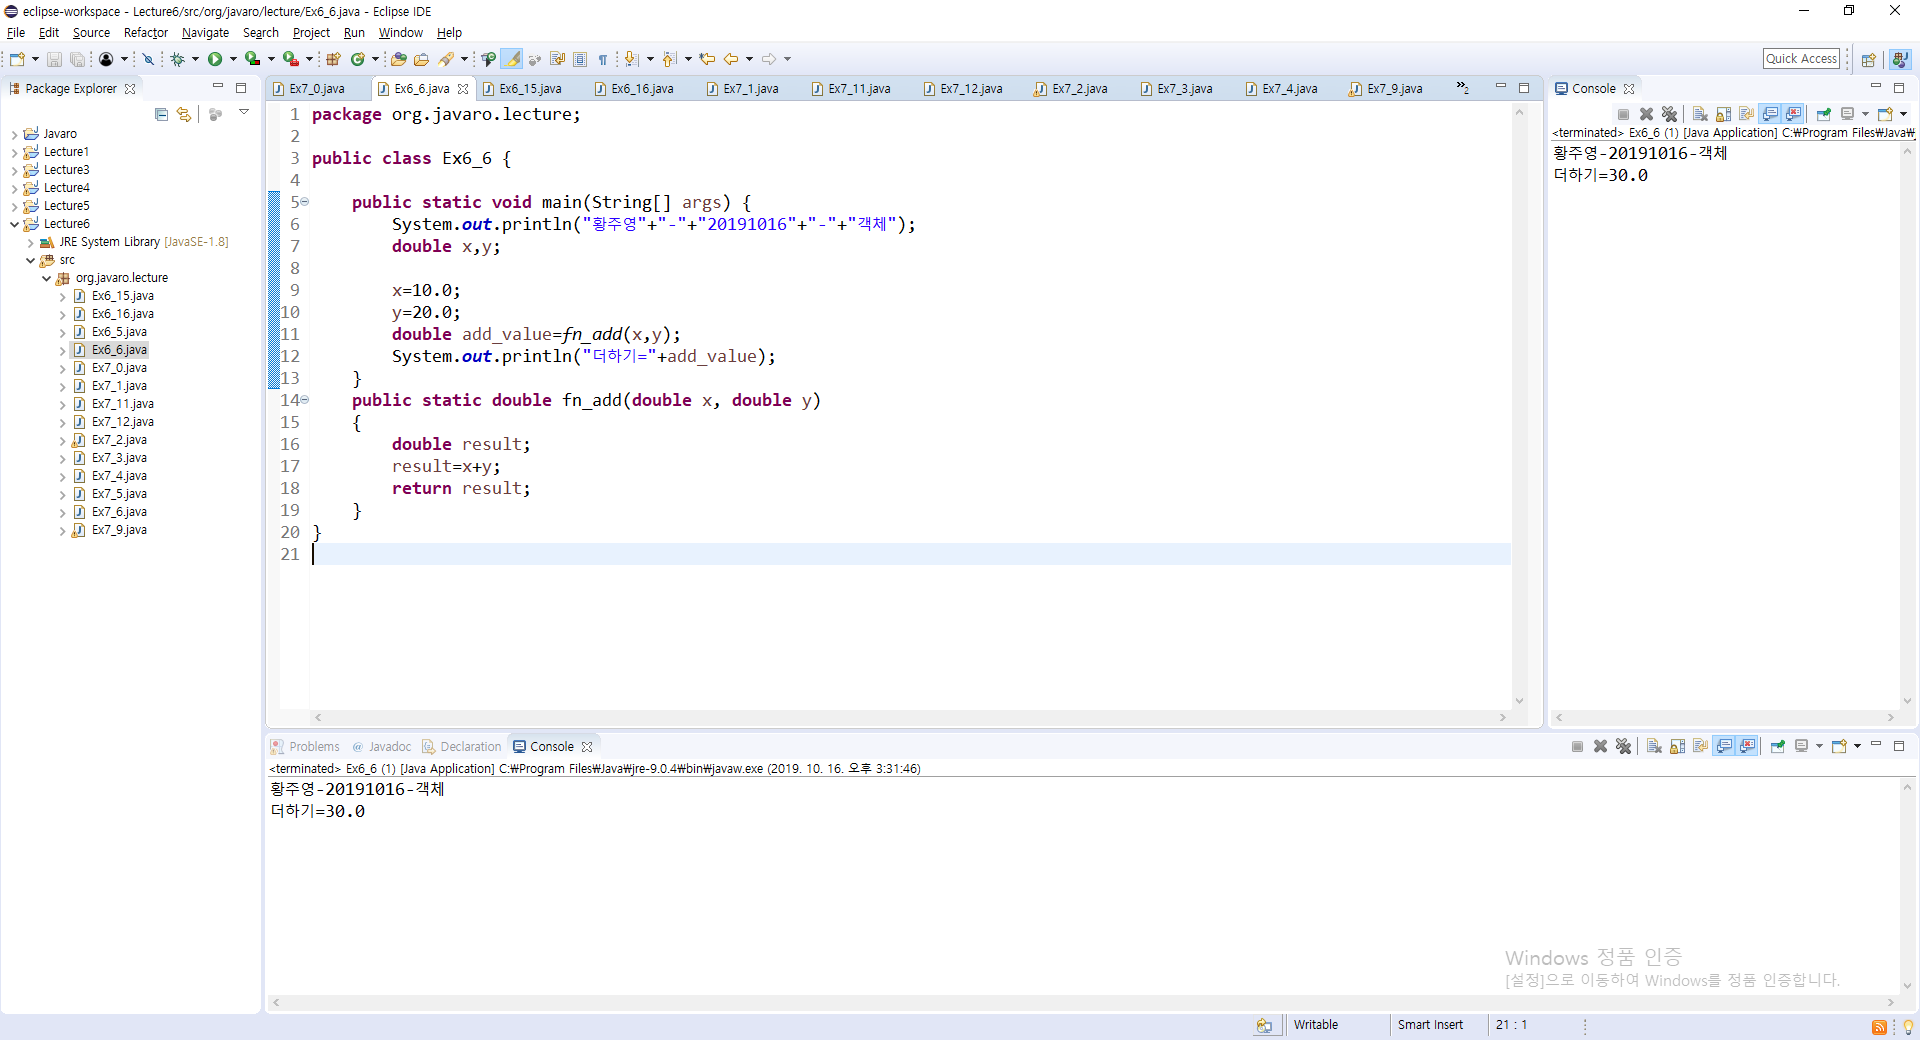 eclipse-workspace - Lecture6/src/org/javaro/lecture/Ex6_6.java - Eclipse IDE
File Edit Source Refactor Navigate Search Project Run Window Help
Quick Access
Package Explorer
Javaro
Lecture1
Lecture3
Lecture4
Lecture5
Lecture6
JRE System Library [JavaSE-1.8]
src
org.javaro.lecture
Ex6_15.java
Ex6_16.java
Ex6_5.java
Ex6_6.java
Ex7_0.java
Ex7_1.java
Ex7_11.java
Ex7_12.java
Ex7_2.java
Ex7_3.java
Ex7_4.java
Ex7_5.java
Ex7_6.java
Ex7_9.java
Ex7_0.java Ex6_6.java Ex6_15.java Ex6_16.java Ex7_1.java Ex7_11.java Ex7_12.java Ex7_2.java Ex7_3.java Ex7_4.java Ex7_9.java »2
1 package org.javaro.lecture;
2
3 public class Ex6_6 {
4
5 public static void main(String[] args) {
6 System.out.println("황주영"+"-"+"20191016"+"-"+"객체");
7 double x,y;
8
9 x=10.0;
10 y=20.0;
11 double add_value=fn_add(x,y);
12 System.out.println("더하기="+add_value);
13 }
14 public static double fn_add(double x, double y)
15 {
16 double result;
17 result=x+y;
18 return result;
19 }
20 }
21
Console
<terminated> Ex6_6 (1) [Java Application] C:₩Program Files₩Java₩
황주영-20191016-객체
더하기=30.0
Problems @ Javadoc Declaration Console
<terminated> Ex6_6 (1) [Java Application] C:₩Program Files₩Java₩jre-9.0.4₩bin₩javaw.exe (2019. 10. 16. 오후 3:31:46)
황주영-20191016-객체
더하기=30.0
Windows 정품 인증
[설정]으로 이동하여 Windows를 정품 인증합니다.
Writable Smart Insert 21 : 1